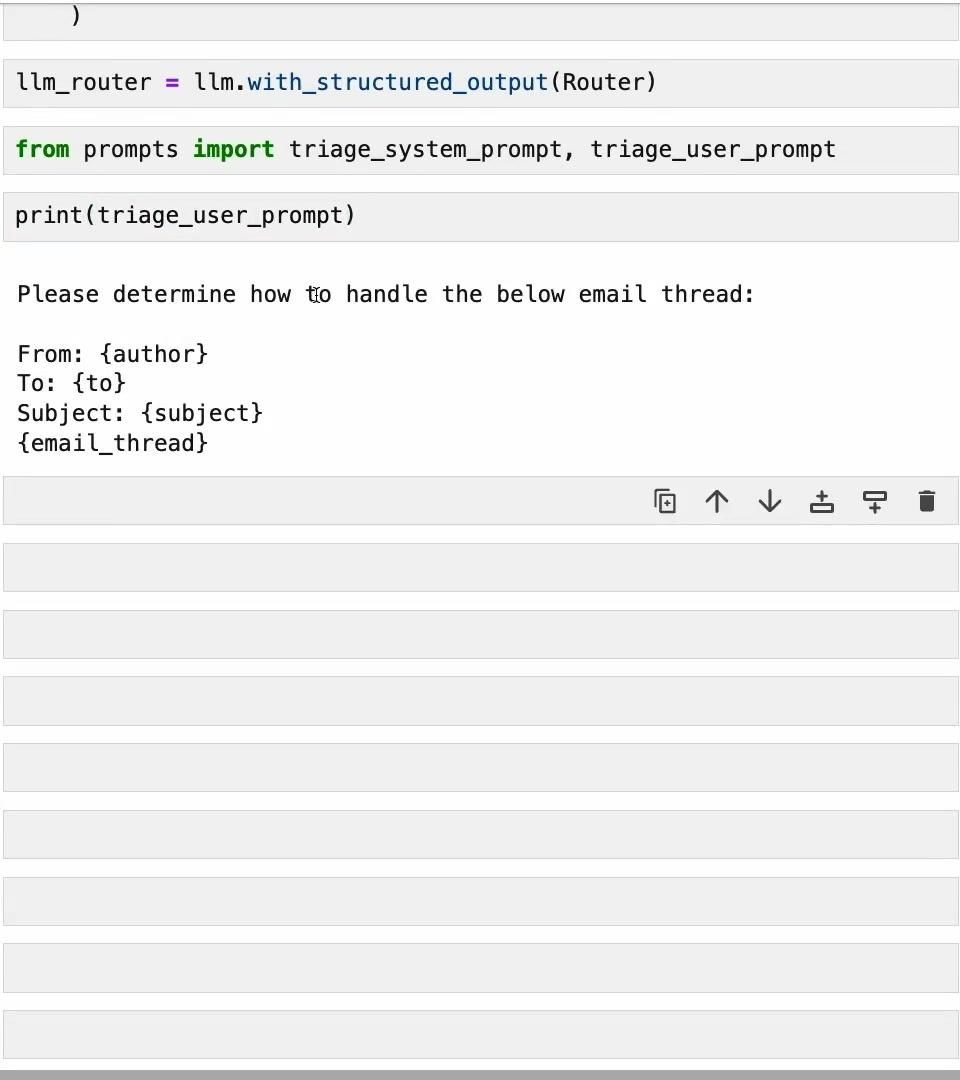 )
llm_router = llm.with_structured_output(Router)
from prompts import triage_system_prompt, triage_user_prompt
print(triage_user_prompt)
Please determine how to handle the below email thread:
From: {author}
To: {to}
Subject: {subject}
{email_thread}